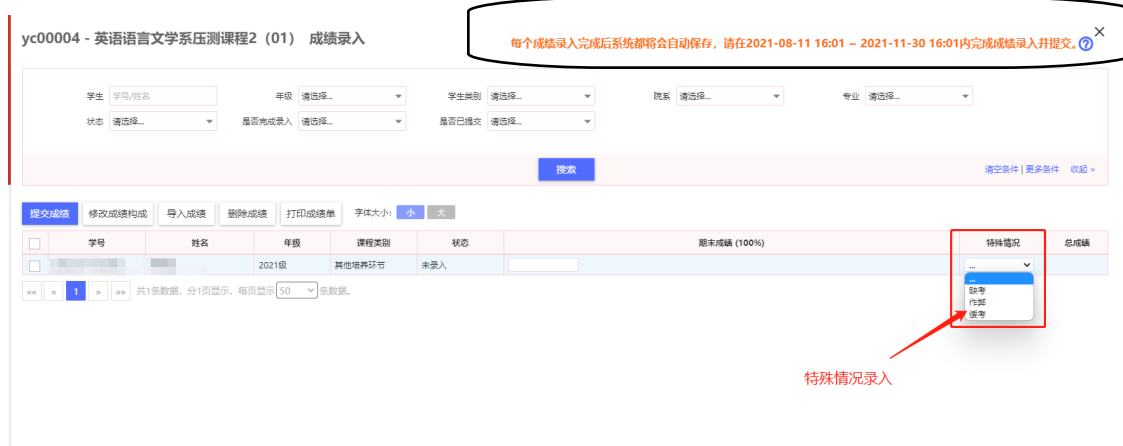 yc00004 - 英语语言文学系压测课程2（01） 成绩录入
每个成绩录入完成后系统都将会自动保存，请在2021-08-11 16:01 ~ 2021-11-30 16:01内完成成绩录入并提交。
学生 学号/姓名 年级 请选择... 学生类别 请选择... 院系 请选择... 专业 请选择...
状态 请选择... 是否完成录入 请选择... 是否已提交 请选择...
搜索 清空条件 | 更多条件 收起 >
提交成绩 修改成绩构成 导入成绩 删除成绩 打印成绩单 字体大小: 小 大
学号 姓名 年级 课程类别 状态 期末成绩 (100%) 特殊情况 总成绩
2021级 其他培养环节 未录入 ...
«« « 1 » »» 共1条数据，分1页显示，每页显示 50 条数据。
...
缺考
作弊
缓考
特殊情况录入